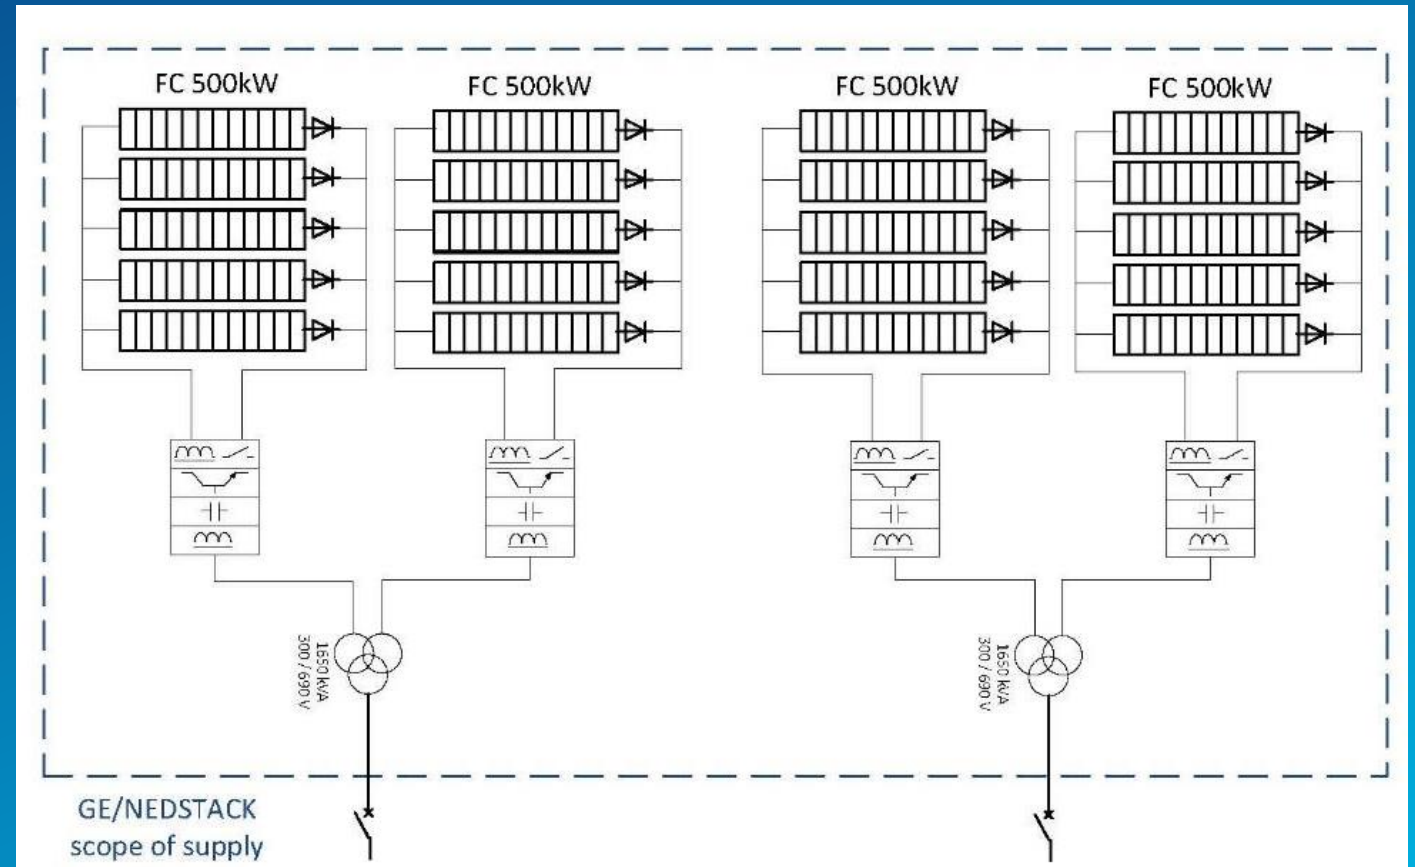 FC 500kW
FC 500kW
FC 500kW
FC 500kW
1650 kVA
300 / 690 V
1650 kVA
300 / 690 V
GE/NEDSTACK
scope of supply